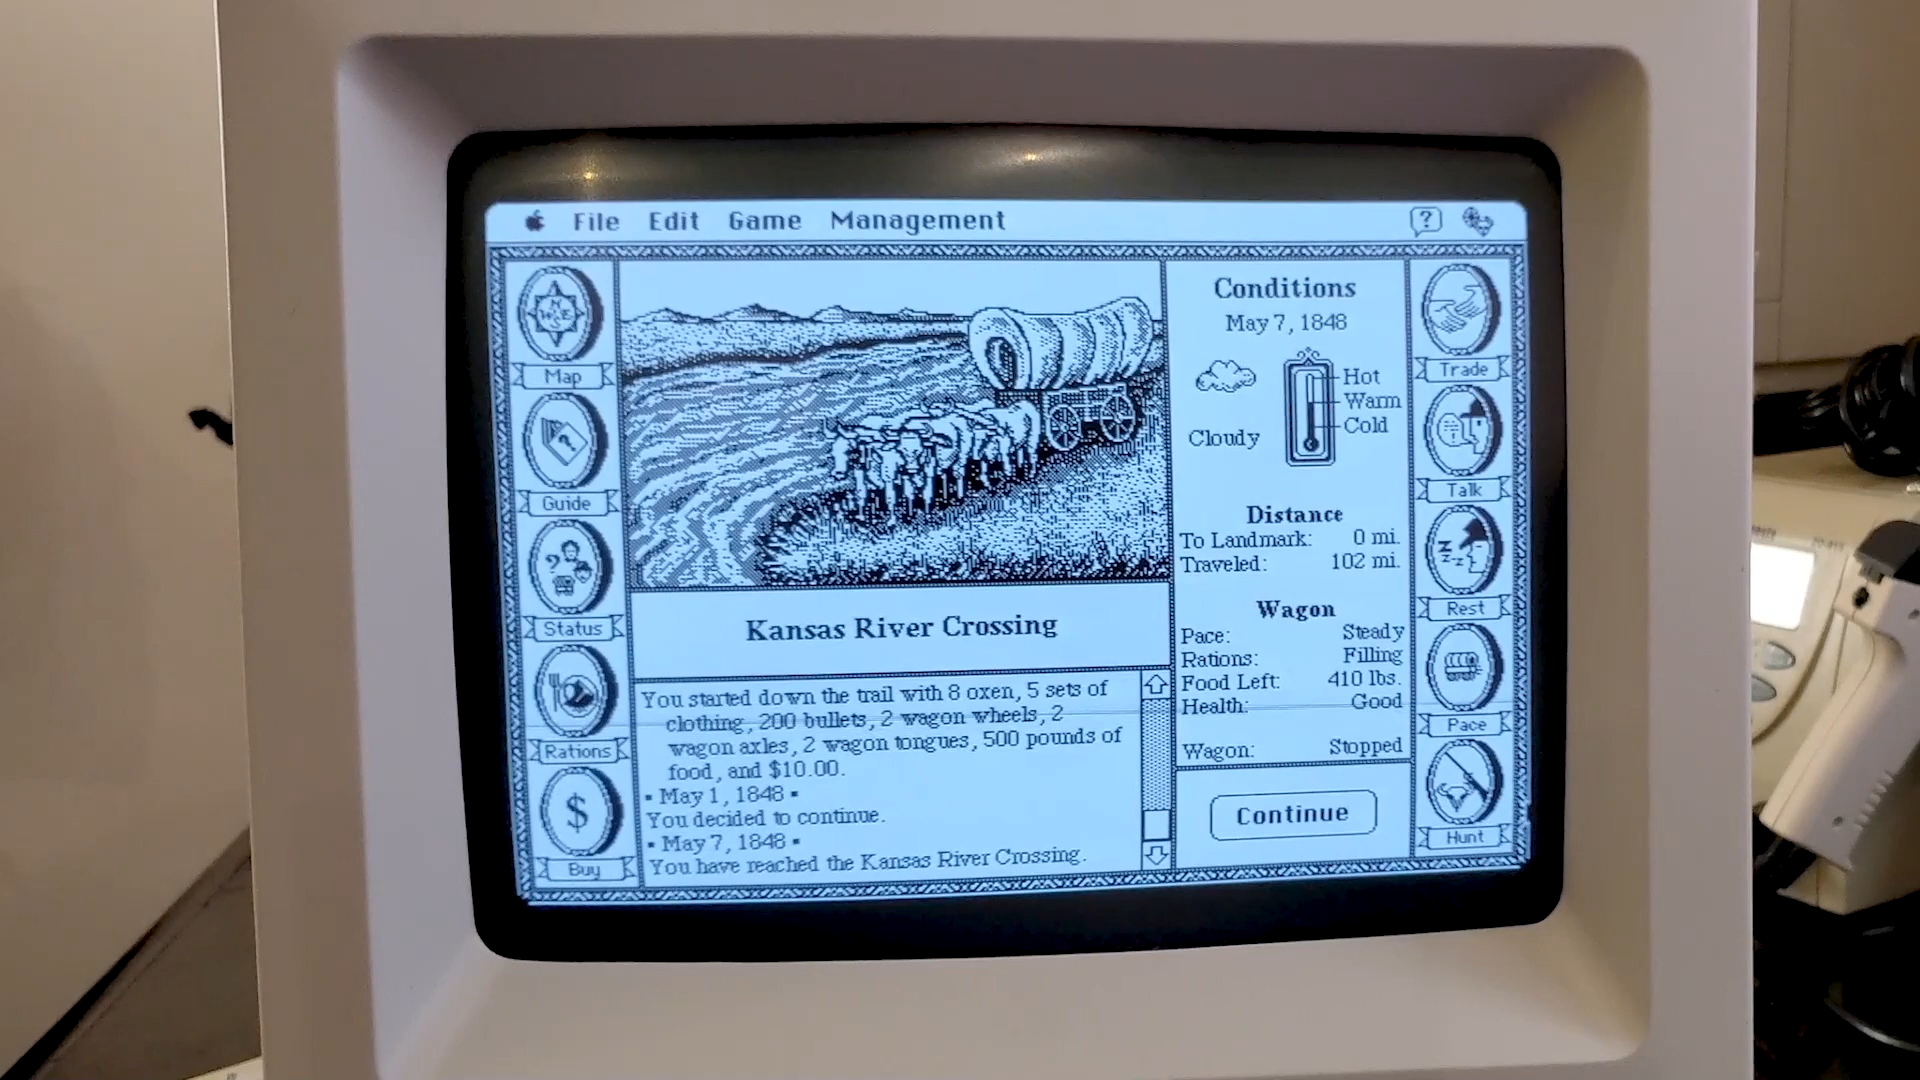 File Edit Game Management ?
Map
Guide
Status
Rations
$
Buy
Kansas River Crossing
You started down the trail with 8 oxen, 5 sets of
clothing, 200 bullets, 2 wagon wheels, 2
wagon axles, 2 wagon tongues, 500 pounds of
food, and $10.00.
▪ May 1, 1848 ▪
You decided to continue.
▪ May 7, 1848 ▪
You have reached the Kansas River Crossing.
Conditions
May 7, 1848
Cloudy
Hot
Warm
Cold
Distance
To Landmark: 0 mi.
Traveled: 102 mi.
Wagon
Pace: Steady
Rations: Filling
Food Left: 410 lbs.
Health: Good
Wagon: Stopped
Continue
Trade
Talk
Rest
Pace
Hunt